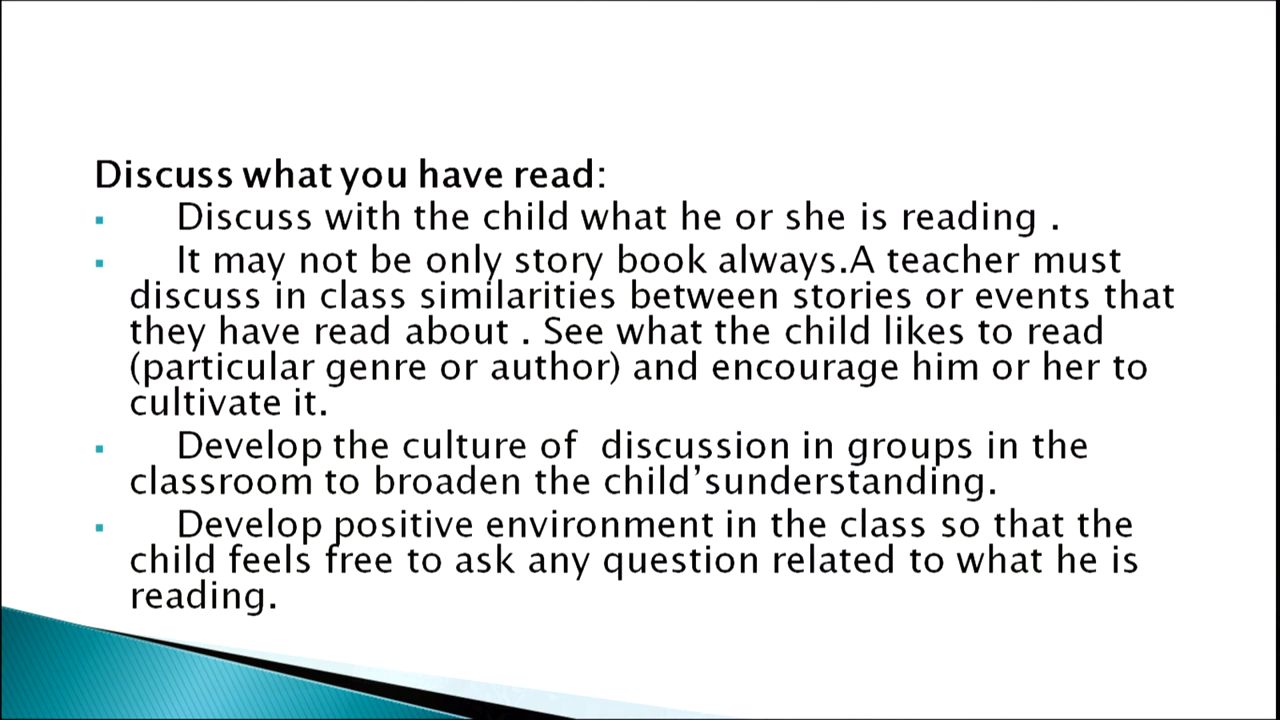 Discuss what you have read:
▪ Discuss with the child what he or she is reading .
▪ It may not be only story book always.A teacher must
discuss in class similarities between stories or events that
they have read about . See what the child likes to read
(particular genre or author) and encourage him or her to
cultivate it.
▪ Develop the culture of  discussion in groups in the
classroom to broaden the child’sunderstanding.
▪ Develop positive environment in the class so that the
child feels free to ask any question related to what he is
reading.